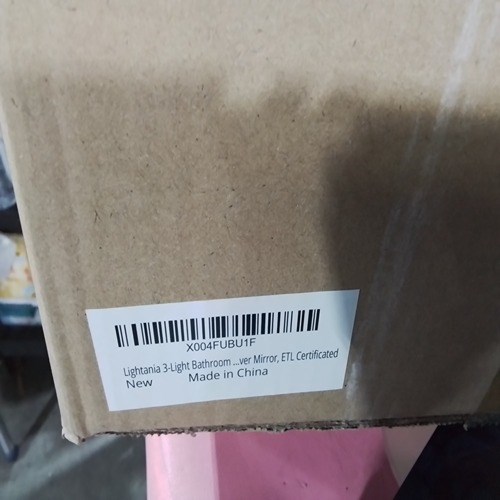 X004FUBU1F
Lightania 3-Light Bathroom ...ver Mirror, ETL Certificated
New Made in China